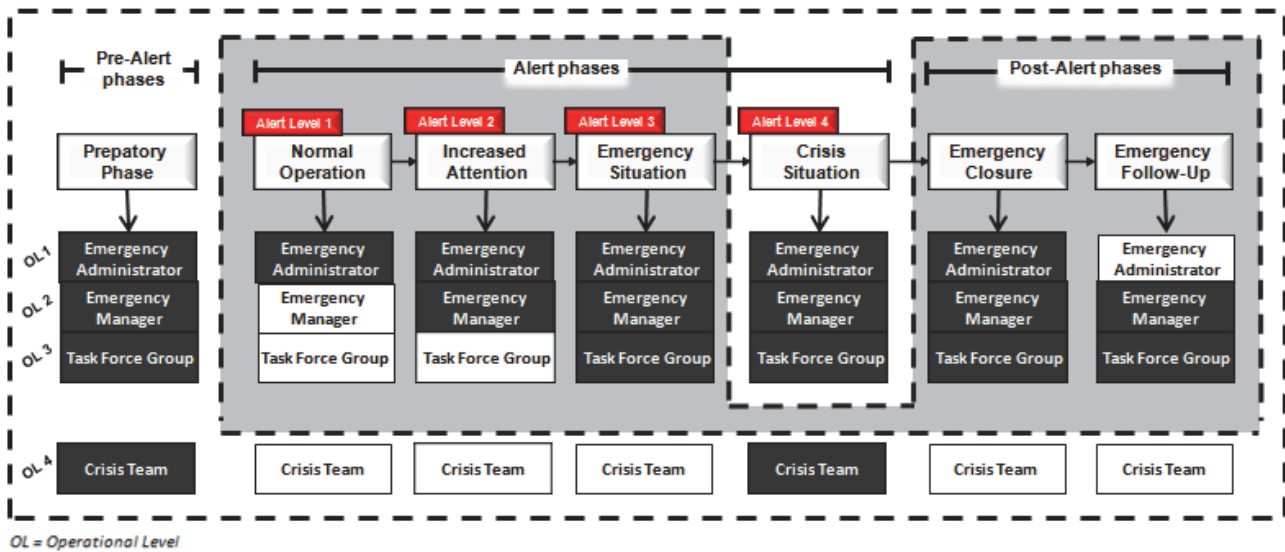 Pre-Alert
phases
Alert phases
Post-Alert phases
Alert Level 1
Alert Level 2
Alert Level 3
Alert Level 4
Prepatory
Phase
Normal
Operation
Increased
Attention
Emergency
Situation
Crisis
Situation
Emergency
Closure
Emergency
Follow-Up
OL1
Emergency
Administrator
Emergency
Administrator
Emergency
Administrator
Emergency
Administrator
Emergency
Administrator
Emergency
Administrator
Emergency
Administrator
OL 2
Emergency
Manager
Emergency
Manager
Emergency
Manager
Emergency
Manager
Emergency
Manager
Emergency
Manager
Emergency
Manager
OL 3
Task Force Group
Task Force Group
Task Force Group
Task Force Group
Task Force Group
Task Force Group
Task Force Group
OL 4
Crisis Team
Crisis Team
Crisis Team
Crisis Team
Crisis Team
Crisis Team
Crisis Team
OL = Operational Level